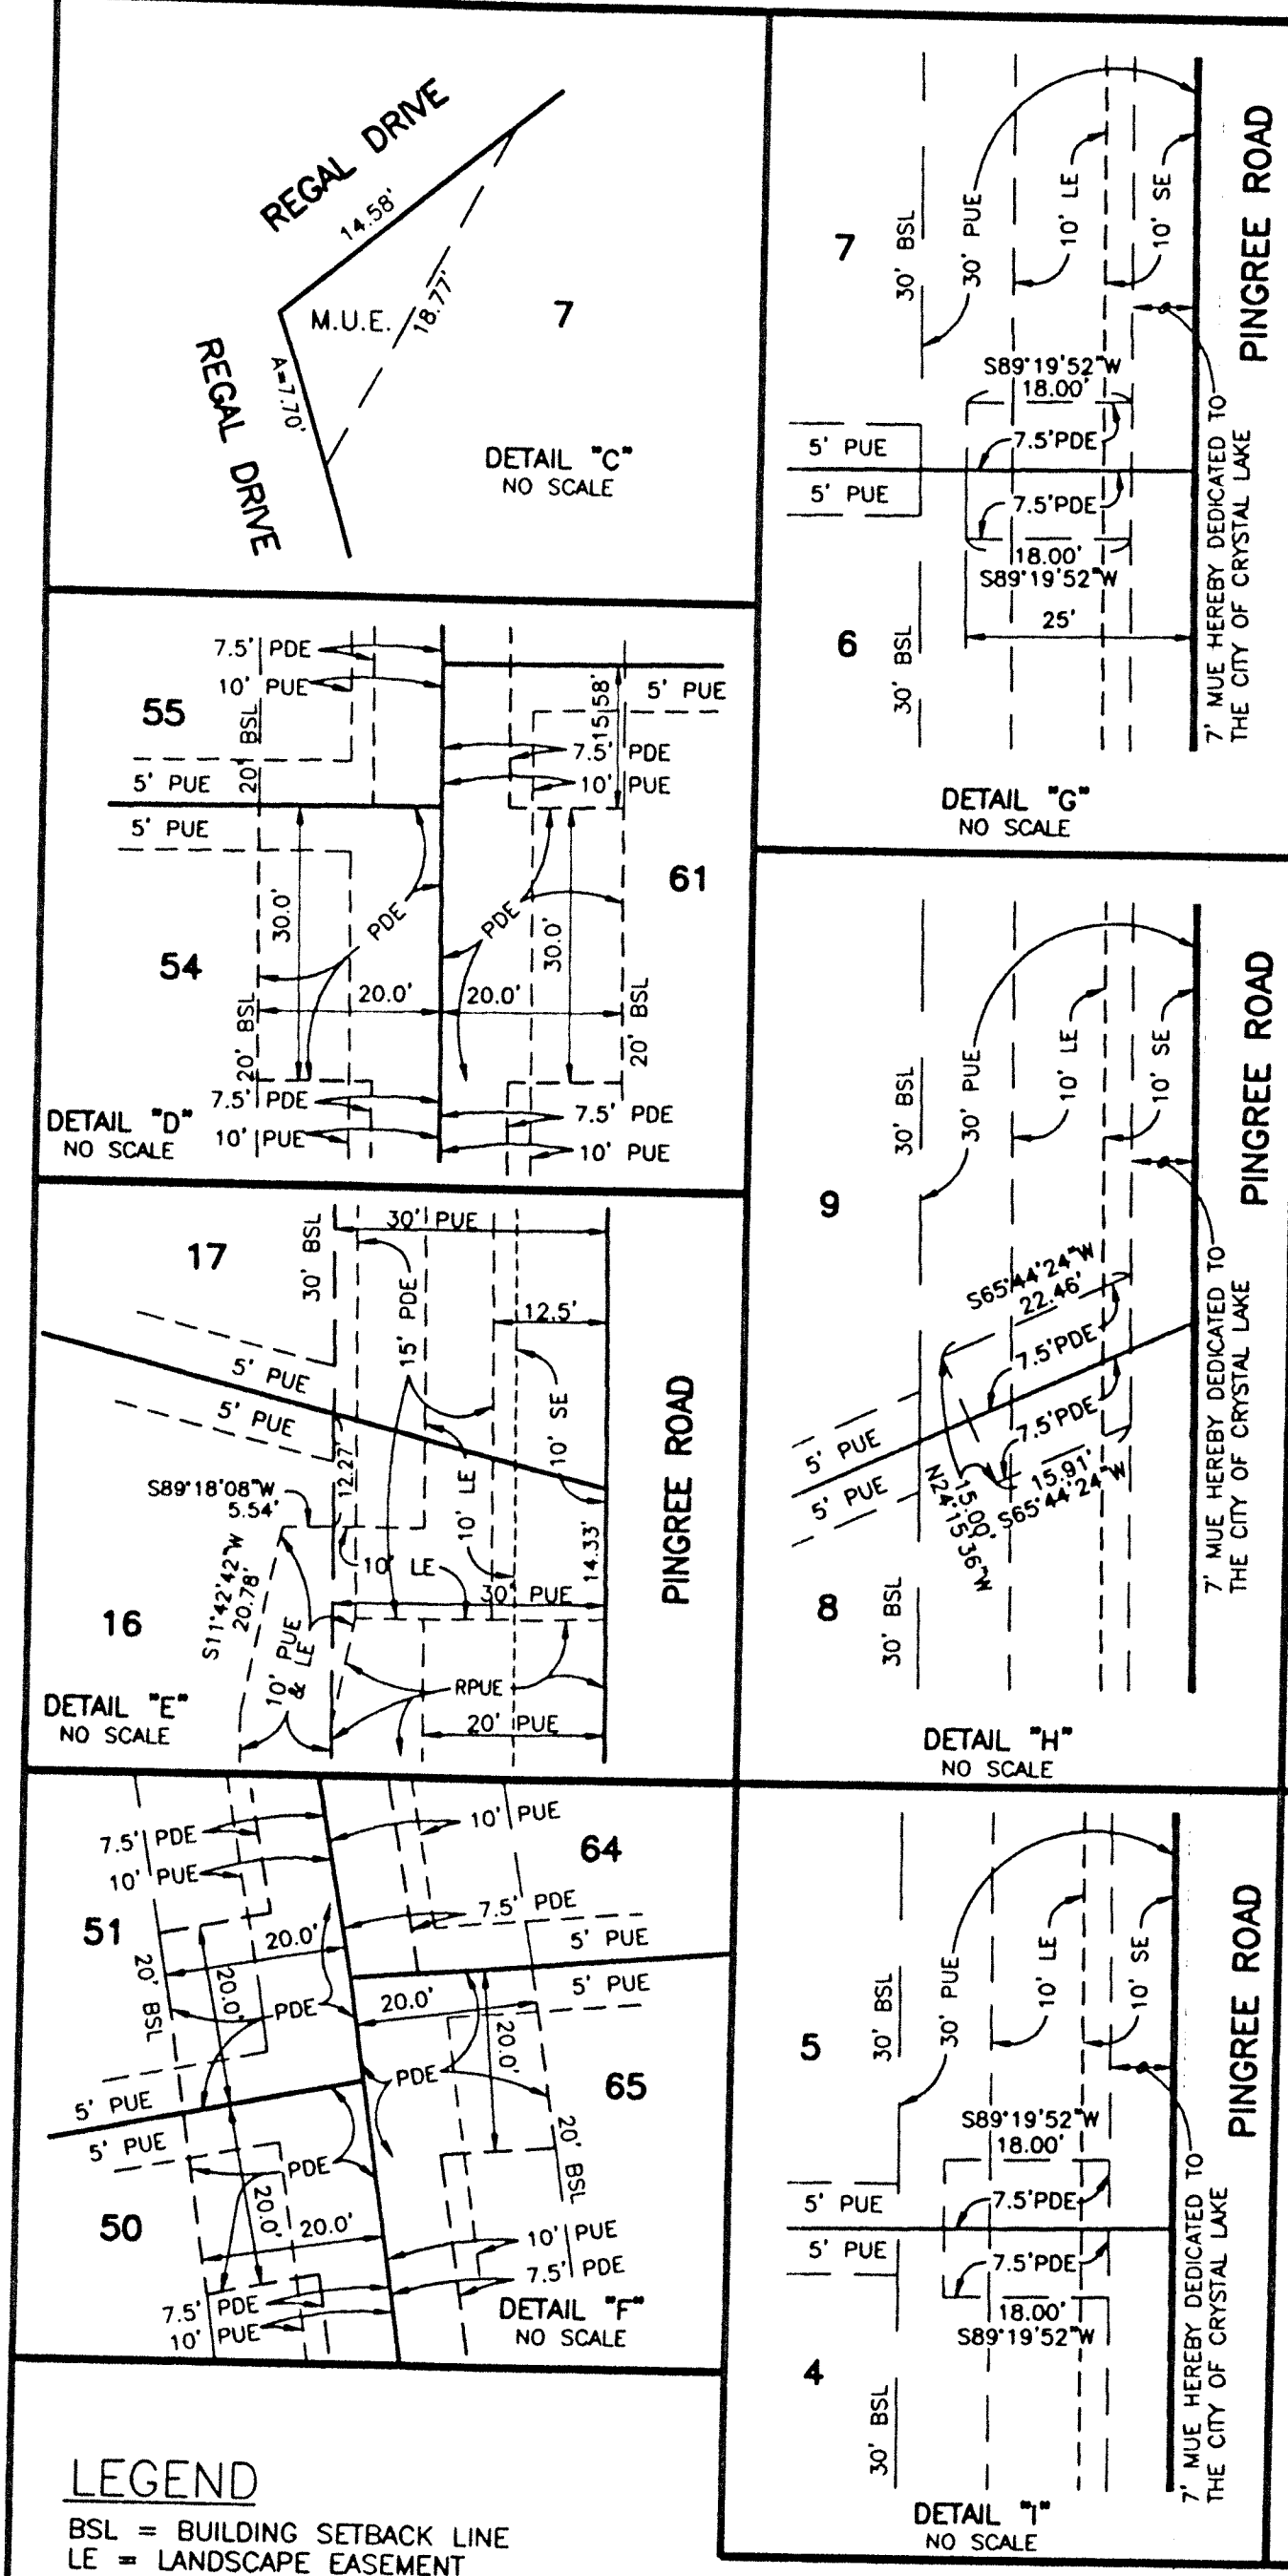 REGAL DRIVE
14.58'
M.U.E.
18.77'
7
A=7.70'
REGAL DRIVE
DETAIL "C"
NO SCALE
7.5' PDE
10' PUE
55
20' BSL
5' PUE
5' PUE
15.58'
5' PUE
7.5' PDE
10' PUE
61
30.0'
PDE
PDE
30.0'
54
20.0'
20.0'
20' BSL
20' BSL
7.5' PDE
10' PUE
7.5' PDE
10' PUE
DETAIL "D"
NO SCALE
17
30' BSL
30' PUE
15' PDE
12.5'
5' PUE
5' PUE
10' SE
PINGREE ROAD
12.27'
S89°18'08"W
5.54'
10' LE
10' LE
14.33'
30' PUE
S11°42'42"W
20.78'
16
10' PUE
& LE
RPUE
20' PUE
DETAIL "E"
NO SCALE
7.5' PDE
10' PUE
10' PUE
64
7.5' PDE
51
20.0'
5' PUE
5' PUE
20' BSL
20.0'
PDE
20.0'
20.0'
PDE
65
5' PUE
5' PUE
PDE
20' BSL
50
20.0'
20.0'
10' PUE
7.5' PDE
7.5' PDE
10' PUE
DETAIL "F"
NO SCALE
LEGEND
BSL = BUILDING SETBACK LINE
LE = LANDSCAPE EASEMENT
7
30' BSL
30' PUE
10' LE
10' SE
PINGREE ROAD
S89°19'52"W
18.00'
5' PUE
7.5'PDE
5' PUE
7.5'PDE
18.00'
S89°19'52"W
25'
6
30' BSL
7' MUE HEREBY DEDICATED TO
THE CITY OF CRYSTAL LAKE
DETAIL "G"
NO SCALE
30' BSL
30' PUE
10' LE
10' SE
PINGREE ROAD
9
S65°44'24"W
22.46'
7.5'PDE
5' PUE
7.5'PDE
5' PUE
15.91'
S65°44'24"W
15.00'
N24°15'36"W
8
30' BSL
7' MUE HEREBY DEDICATED TO
THE CITY OF CRYSTAL LAKE
DETAIL "H"
NO SCALE
5
30' BSL
30' PUE
10' LE
10' SE
PINGREE ROAD
S89°19'52"W
18.00'
5' PUE
7.5'PDE
5' PUE
7.5'PDE
18.00'
S89°19'52"W
4
30' BSL
7' MUE HEREBY DEDICATED TO
THE CITY OF CRYSTAL LAKE
DETAIL "I"
NO SCALE